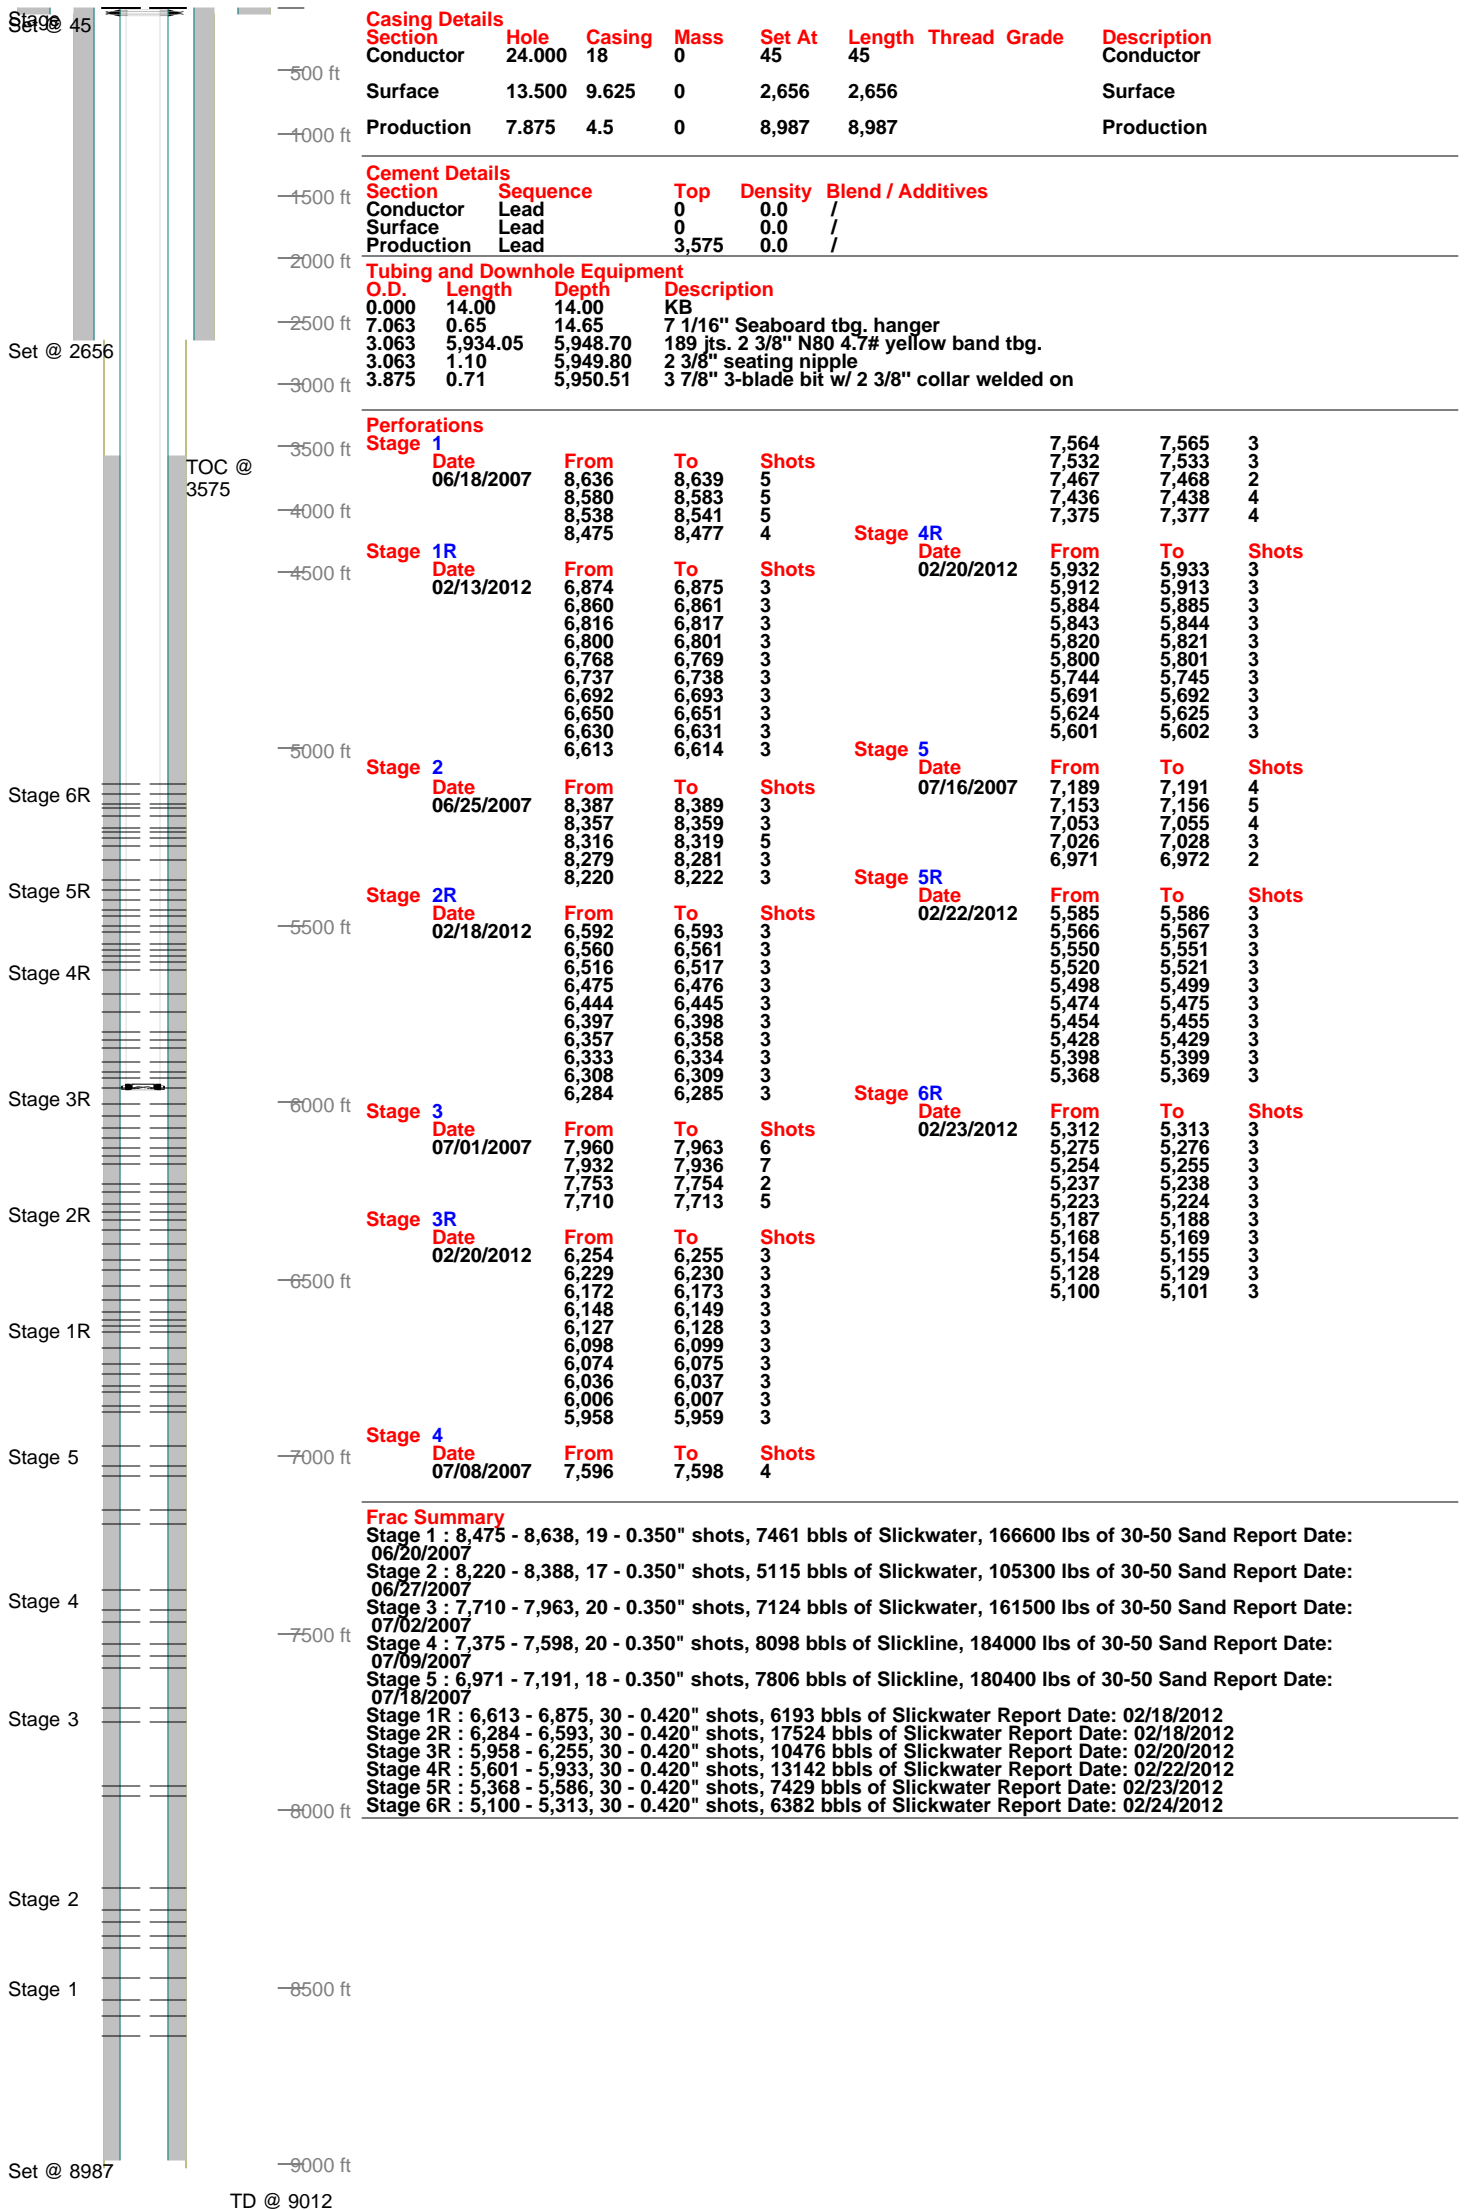 Stage
Set @ 45
Set @ 2656
TOC @
3575
Stage 6R
Stage 5R
Stage 4R
Stage 3R
Stage 2R
Stage 1R
Stage 5
Stage 4
Stage 3
Stage 2
Stage 1
Set @ 8987
TD @ 9012
500 ft
1000 ft
1500 ft
2000 ft
2500 ft
3000 ft
3500 ft
4000 ft
4500 ft
5000 ft
5500 ft
6000 ft
6500 ft
7000 ft
7500 ft
8000 ft
8500 ft
9000 ft
Casing Details
Section Hole Casing Mass Set At Length Thread Grade Description
Conductor 24.000 18 0 45 45 Conductor
Surface 13.500 9.625 0 2,656 2,656 Surface
Production 7.875 4.5 0 8,987 8,987 Production
Cement Details
Section Sequence Top Density Blend / Additives
Conductor Lead 0 0.0 /
Surface Lead 0 0.0 /
Production Lead 3,575 0.0 /
Tubing and Downhole Equipment
O.D. Length Depth Description
0.000 14.00 14.00 KB
7.063 0.65 14.65 7 1/16" Seaboard tbg. hanger
3.063 5,934.05 5,948.70 189 jts. 2 3/8" N80 4.7# yellow band tbg.
3.063 1.10 5,949.80 2 3/8" seating nipple
3.875 0.71 5,950.51 3 7/8" 3-blade bit w/ 2 3/8" collar welded on
Perforations
Stage 1
Date From To Shots
06/18/2007 8,636 8,639 5
8,580 8,583 5
8,538 8,541 5
8,475 8,477 4
Stage 1R
Date From To Shots
02/13/2012 6,874 6,875 3
6,860 6,861 3
6,816 6,817 3
6,800 6,801 3
6,768 6,769 3
6,737 6,738 3
6,692 6,693 3
6,650 6,651 3
6,630 6,631 3
6,613 6,614 3
Stage 2
Date From To Shots
06/25/2007 8,387 8,389 3
8,357 8,359 3
8,316 8,319 5
8,279 8,281 3
8,220 8,222 3
Stage 2R
Date From To Shots
02/18/2012 6,592 6,593 3
6,560 6,561 3
6,516 6,517 3
6,475 6,476 3
6,444 6,445 3
6,397 6,398 3
6,357 6,358 3
6,333 6,334 3
6,308 6,309 3
6,284 6,285 3
Stage 3
Date From To Shots
07/01/2007 7,960 7,963 6
7,932 7,936 7
7,753 7,754 2
7,710 7,713 5
Stage 3R
Date From To Shots
02/20/2012 6,254 6,255 3
6,229 6,230 3
6,172 6,173 3
6,148 6,149 3
6,127 6,128 3
6,098 6,099 3
6,074 6,075 3
6,036 6,037 3
6,006 6,007 3
5,958 5,959 3
Stage 4
Date From To Shots
07/08/2007 7,596 7,598 4
7,564 7,565 3
7,532 7,533 3
7,467 7,468 2
7,436 7,438 4
7,375 7,377 4
Stage 4R
Date From To Shots
02/20/2012 5,932 5,933 3
5,912 5,913 3
5,884 5,885 3
5,843 5,844 3
5,820 5,821 3
5,800 5,801 3
5,744 5,745 3
5,691 5,692 3
5,624 5,625 3
5,601 5,602 3
Stage 5
Date From To Shots
07/16/2007 7,189 7,191 4
7,153 7,156 5
7,053 7,055 4
7,026 7,028 3
6,971 6,972 2
Stage 5R
Date From To Shots
02/22/2012 5,585 5,586 3
5,566 5,567 3
5,550 5,551 3
5,520 5,521 3
5,498 5,499 3
5,474 5,475 3
5,454 5,455 3
5,428 5,429 3
5,398 5,399 3
5,368 5,369 3
Stage 6R
Date From To Shots
02/23/2012 5,312 5,313 3
5,275 5,276 3
5,254 5,255 3
5,237 5,238 3
5,223 5,224 3
5,187 5,188 3
5,168 5,169 3
5,154 5,155 3
5,128 5,129 3
5,100 5,101 3
Frac Summary
Stage 1 : 8,475 - 8,638, 19 - 0.350" shots, 7461 bbls of Slickwater, 166600 lbs of 30-50 Sand Report Date:
06/20/2007
Stage 2 : 8,220 - 8,388, 17 - 0.350" shots, 5115 bbls of Slickwater, 105300 lbs of 30-50 Sand Report Date:
06/27/2007
Stage 3 : 7,710 - 7,963, 20 - 0.350" shots, 7124 bbls of Slickwater, 161500 lbs of 30-50 Sand Report Date:
07/02/2007
Stage 4 : 7,375 - 7,598, 20 - 0.350" shots, 8098 bbls of Slickline, 184000 lbs of 30-50 Sand Report Date:
07/09/2007
Stage 5 : 6,971 - 7,191, 18 - 0.350" shots, 7806 bbls of Slickline, 180400 lbs of 30-50 Sand Report Date:
07/18/2007
Stage 1R : 6,613 - 6,875, 30 - 0.420" shots, 6193 bbls of Slickwater Report Date: 02/18/2012
Stage 2R : 6,284 - 6,593, 30 - 0.420" shots, 17524 bbls of Slickwater Report Date: 02/18/2012
Stage 3R : 5,958 - 6,255, 30 - 0.420" shots, 10476 bbls of Slickwater Report Date: 02/20/2012
Stage 4R : 5,601 - 5,933, 30 - 0.420" shots, 13142 bbls of Slickwater Report Date: 02/22/2012
Stage 5R : 5,368 - 5,586, 30 - 0.420" shots, 7429 bbls of Slickwater Report Date: 02/23/2012
Stage 6R : 5,100 - 5,313, 30 - 0.420" shots, 6382 bbls of Slickwater Report Date: 02/24/2012